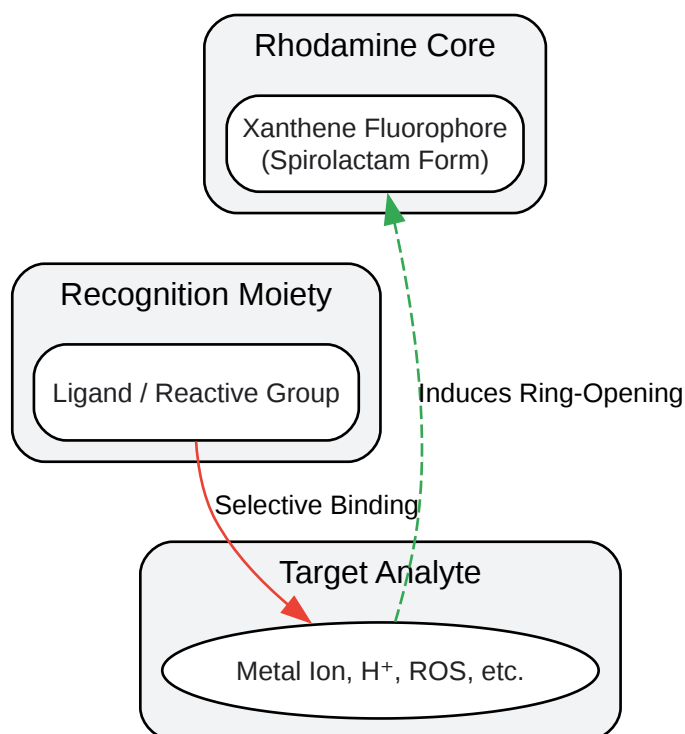 Rhodamine Core
Xanthene Fluorophore
(Spirolactam Form)
Recognition Moiety
Ligand / Reactive Group
Induces Ring-Opening
Selective Binding
Target Analyte
Metal Ion, H⁺, ROS, etc.